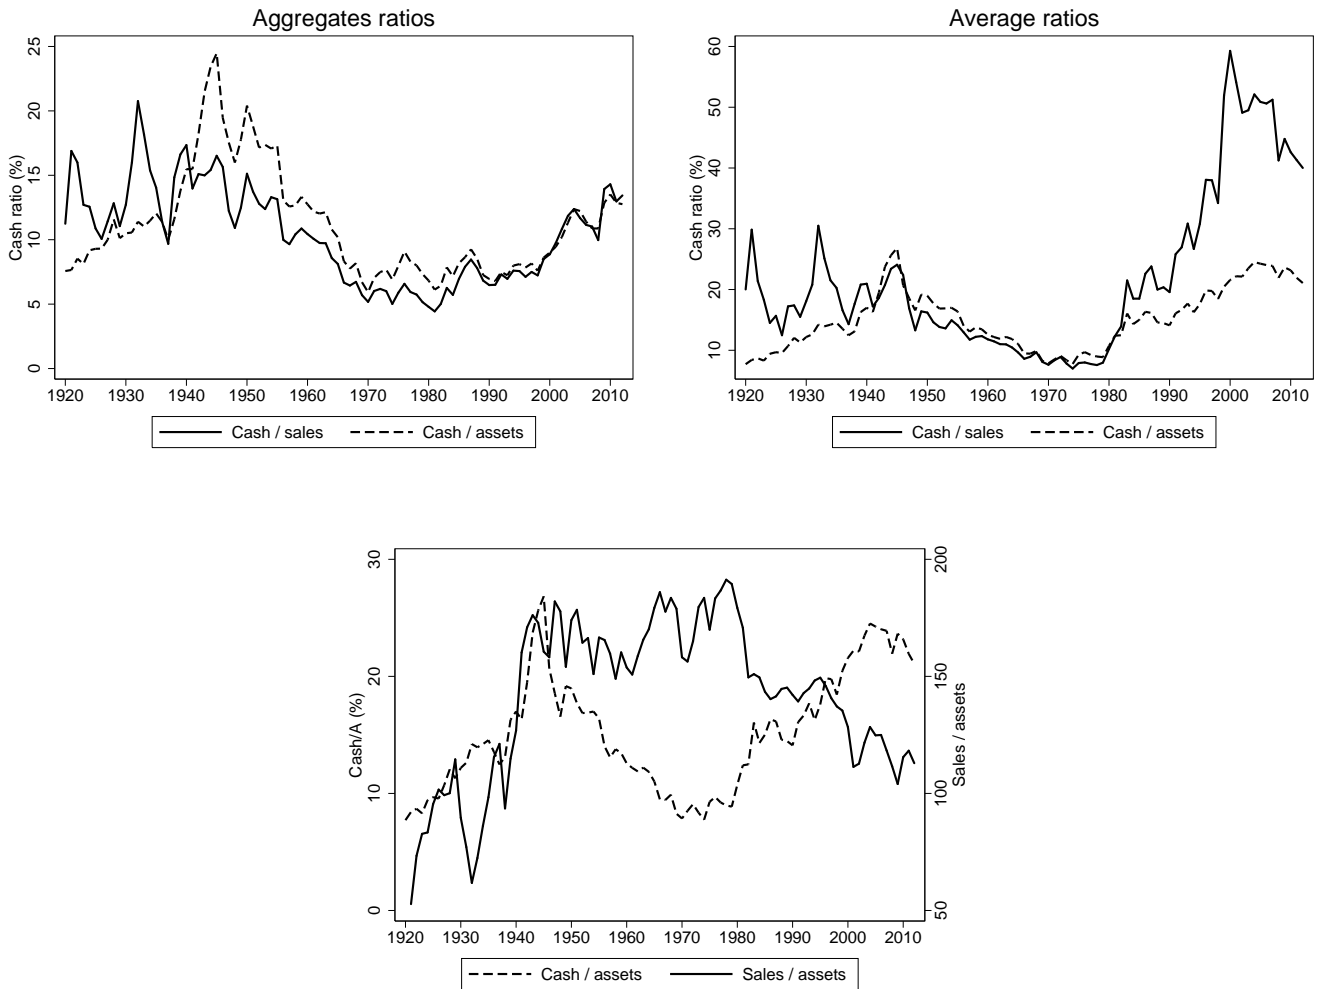 Aggregates ratios
Cash ratio (%)
25
20
15
10
5
0
1920 1930 1940 1950 1960 1970 1980 1990 2000 2010
Cash / sales Cash / assets
Average ratios
Cash ratio (%)
60
50
40
30
20
10
1920 1930 1940 1950 1960 1970 1980 1990 2000 2010
Cash / sales Cash / assets
Cash/A (%)
30
20
10
0
200
150
100
50
Sales / assets
1920 1930 1940 1950 1960 1970 1980 1990 2000 2010
Cash / assets Sales / assets